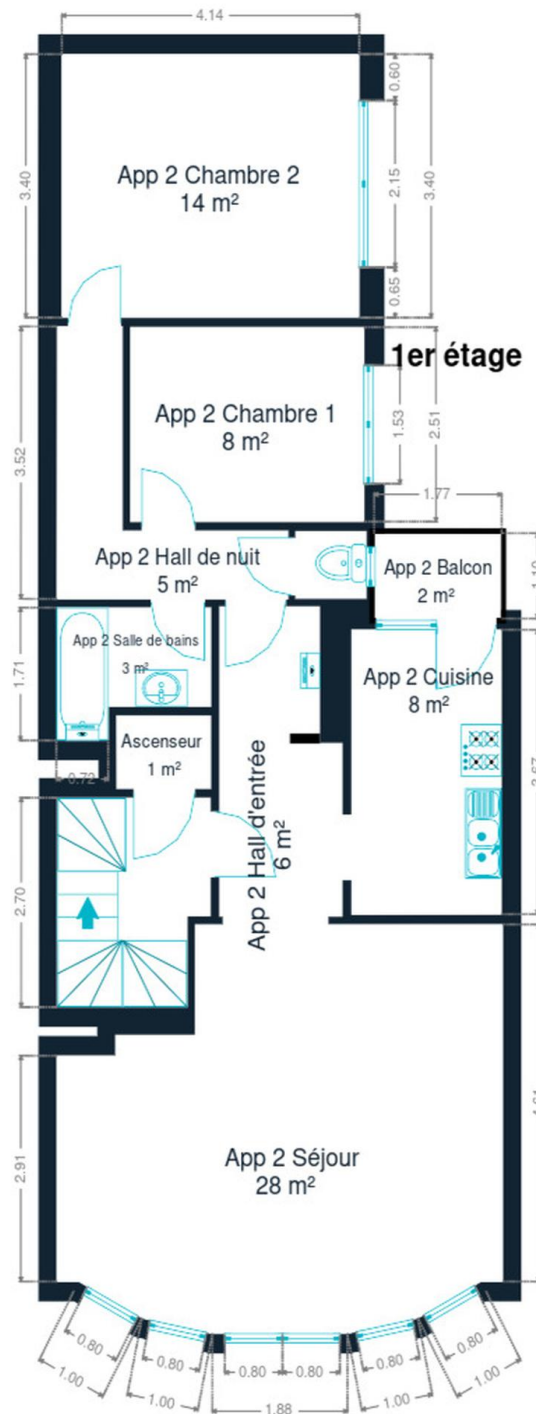 4.14
0.60
App 2 Chambre 2
14 m²
3.40
2.15
3.40
0.65
1er étage
App 2 Chambre 1
8 m²
1.53
2.51
3.52
1.77
App 2 Hall de nuit
5 m²
App 2 Balcon
2 m²
App 2 Salle de bains
3 m²
1.71
App 2 Cuisine
8 m²
Ascenseur
1 m²
0.72
App 2 Hall d'entrée
6 m²
2.70
App 2 Séjour
28 m²
2.91
0.80
0.80
0.80
0.80
0.80
0.80
1.00
1.00
1.88
1.00
1.00